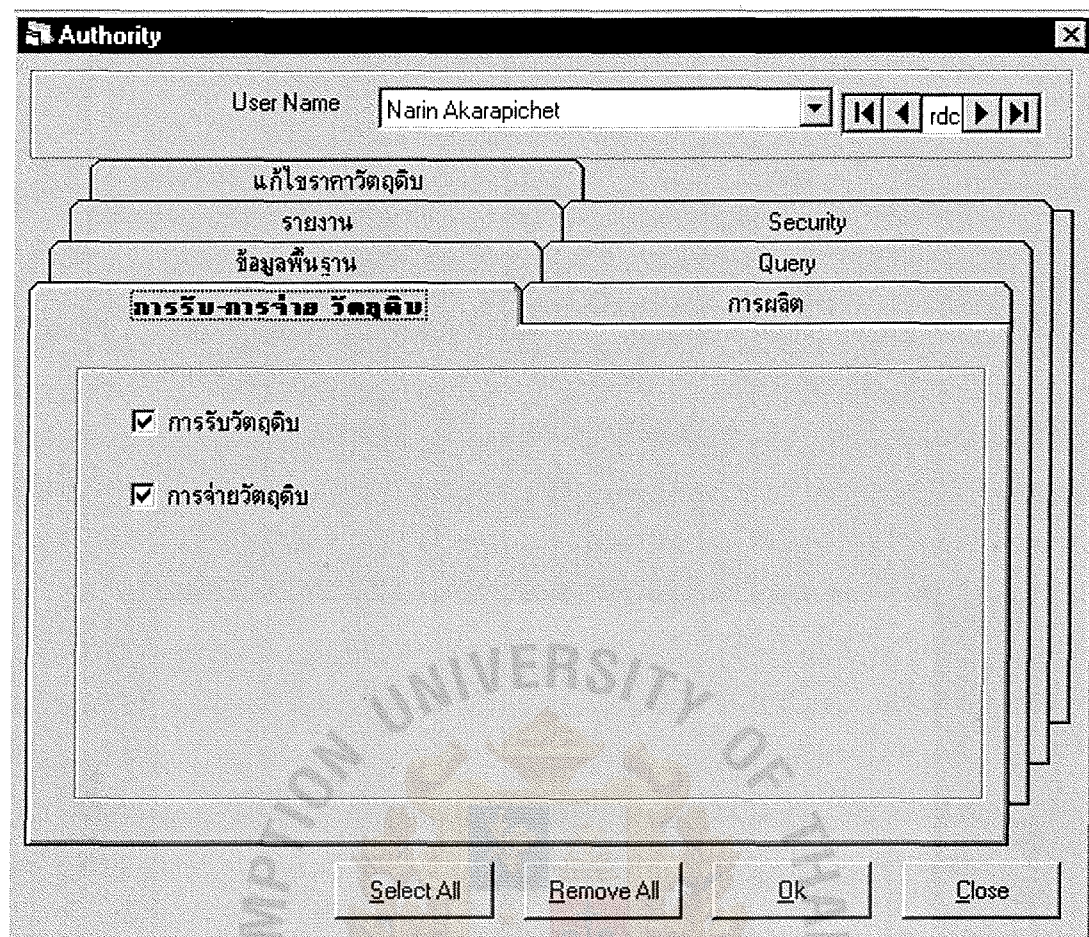 Authority
User Name Narin Akarapichet rdc
แก้ไขราคาวัตถุดิบ
รายงาน Security
ข้อมูลพื้นฐาน Query
การรับ-การจ่าย วัตถุดิบ การผลิต
การรับวัตถุดิบ
การจ่ายวัตถุดิบ
UNIVERSITY OF
Select All Remove All Ok Close